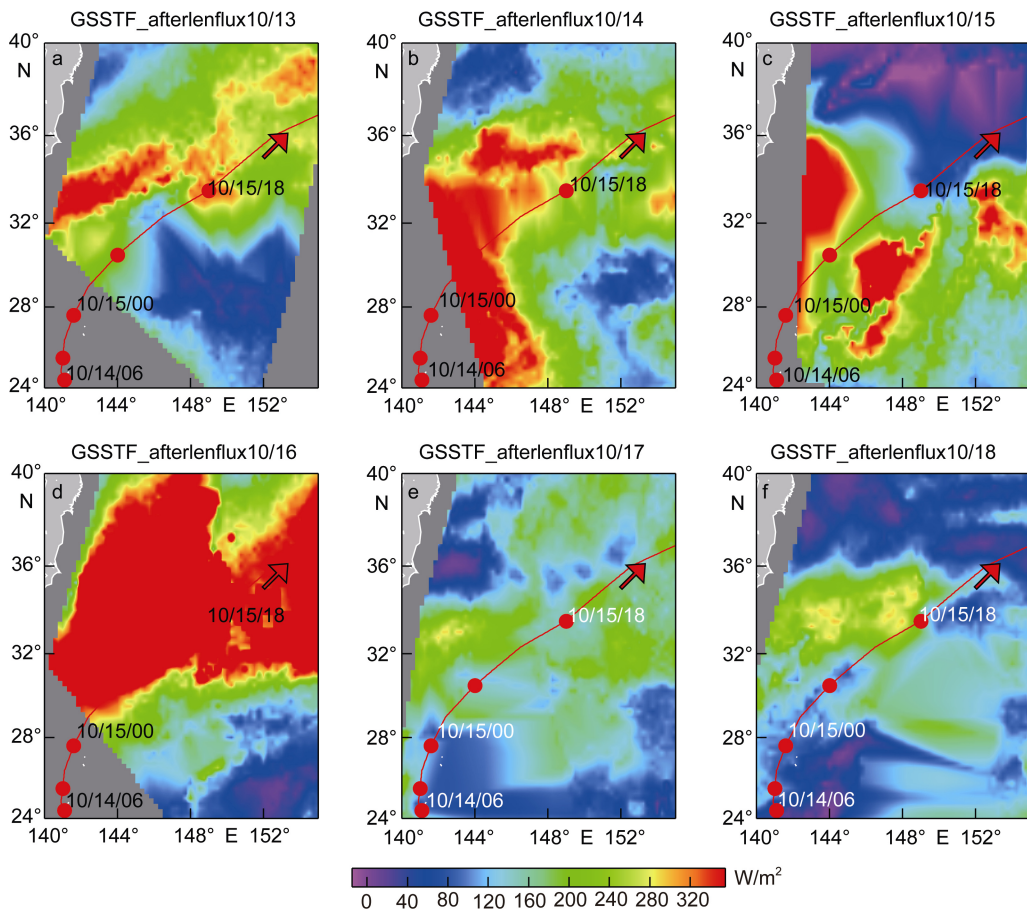 GSSTF_afterlenflux10/13
GSSTF_afterlenflux10/14
GSSTF_afterlenflux10/15
40°
N
36°
32°
28°
24°
a
10/15/18
10/15/00
10/14/06
140° 144° 148° E 152°
40°
N
36°
32°
28°
24°
b
10/15/18
10/15/00
10/14/06
140° 144° 148° E 152°
40°
N
36°
32°
28°
24°
c
10/15/18
10/15/00
10/14/06
140° 144° 148° E 152°
GSSTF_afterlenflux10/16
GSSTF_afterlenflux10/17
GSSTF_afterlenflux10/18
40°
N
36°
32°
28°
24°
d
10/15/18
10/15/00
10/14/06
140° 144° 148° E 152°
40°
N
36°
32°
28°
24°
e
10/15/18
10/15/00
10/14/06
140° 144° 148° E 152°
40°
N
36°
32°
28°
24°
f
10/15/18
10/15/00
10/14/06
140° 144° 148° E 152°
W/m²
0 40 80 120 160 200 240 280 320